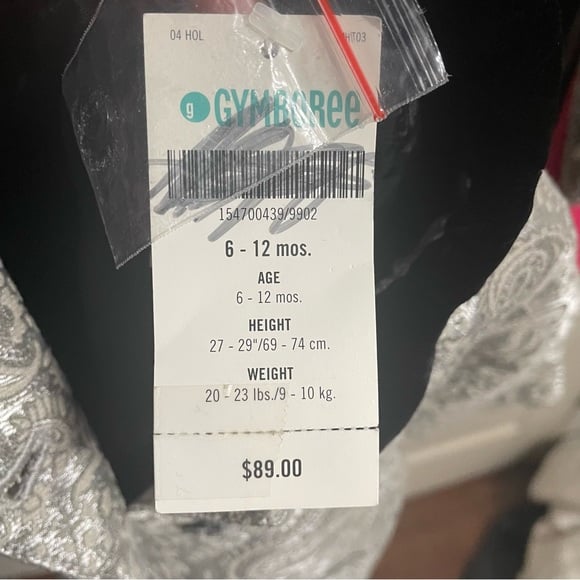 04 HOL
g GYMBOREE
154700439/9902
6 - 12 mos.
AGE
6 - 12 mos.
HEIGHT
27 - 29"/69 - 74 cm.
WEIGHT
20 - 23 lbs./9 - 10 kg.
$89.00